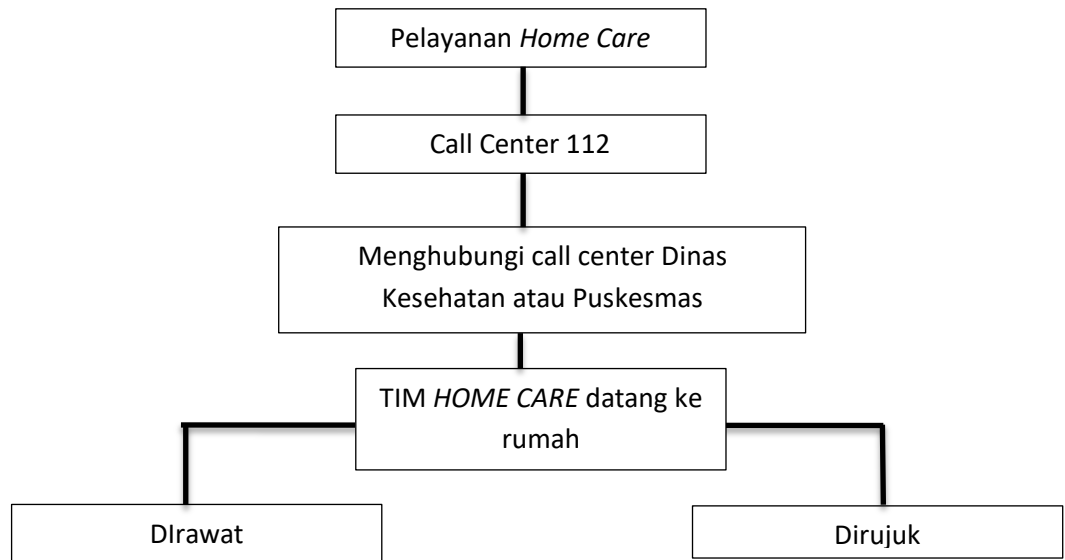 Pelayanan Home Care
Call Center 112
Menghubungi call center Dinas
Kesehatan atau Puskesmas
TIM HOME CARE datang ke
rumah
DIrawat
Dirujuk